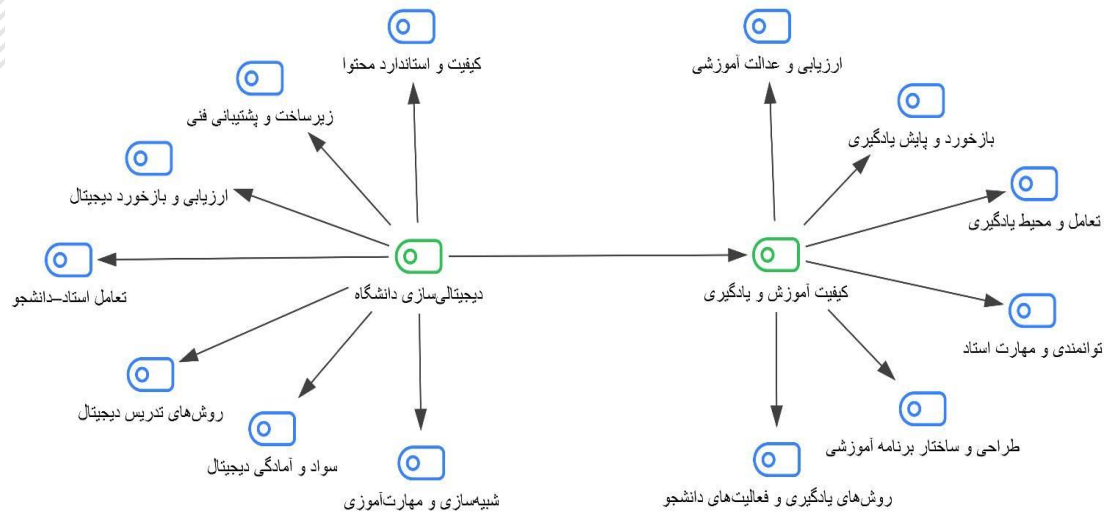 کیفیت و استاندارد محتوا
ارزیابی و عدالت آموزشی
زیرساخت و پشتیبانی فنی
بازخورد و پایش یادگیری
ارزیابی و بازخورد دیجیتال
تعامل و محیط یادگیری
تعامل استاد–دانشجو
دیجیتالی‌سازی دانشگاه
کیفیت آموزش و یادگیری
توانمندی و مهارت استاد
روش‌های تدریس دیجیتال
سواد و آمادگی دیجیتال
طراحی و ساختار برنامه آموزشی
شبیه‌سازی و مهارت‌آموزی
روش‌های یادگیری و فعالیت‌های دانشجو